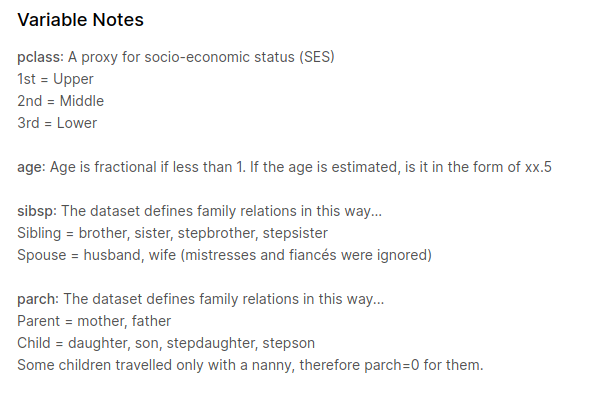 Variable Notes
pclass: A proxy for socio-economic status (SES)
1st = Upper
2nd = Middle
3rd = Lower
age: Age is fractional if less than 1. If the age is estimated, is it in the form of xx.5
sibsp: The dataset defines family relations in this way...
Sibling = brother, sister, stepbrother, stepsister
Spouse = husband, wife (mistresses and fiancés were ignored)
parch: The dataset defines family relations in this way...
Parent = mother, father
Child = daughter, son, stepdaughter, stepson
Some children travelled only with a nanny, therefore parch=0 for them.